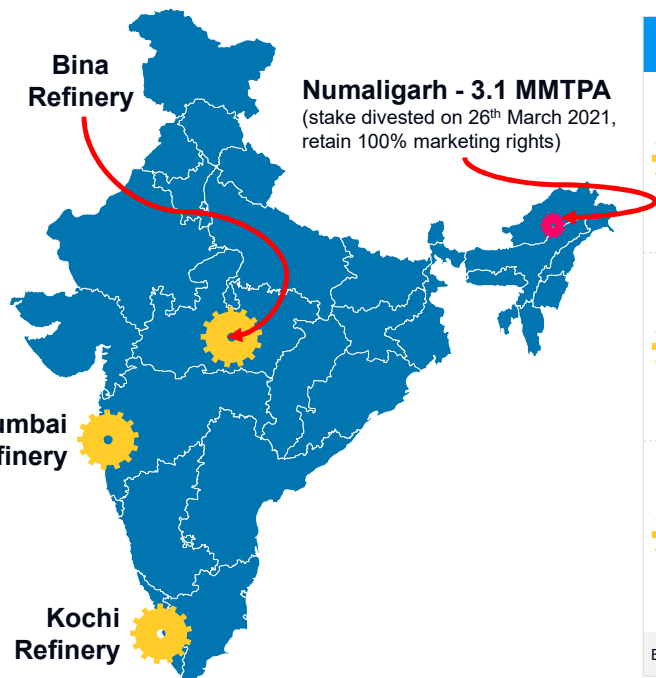 Bina
Refinery
Numaligarh - 3.1 MMTPA
(stake divested on 26th March 2021,
retain 100% marketing rights)
umbai
finery
Kochi
Refinery